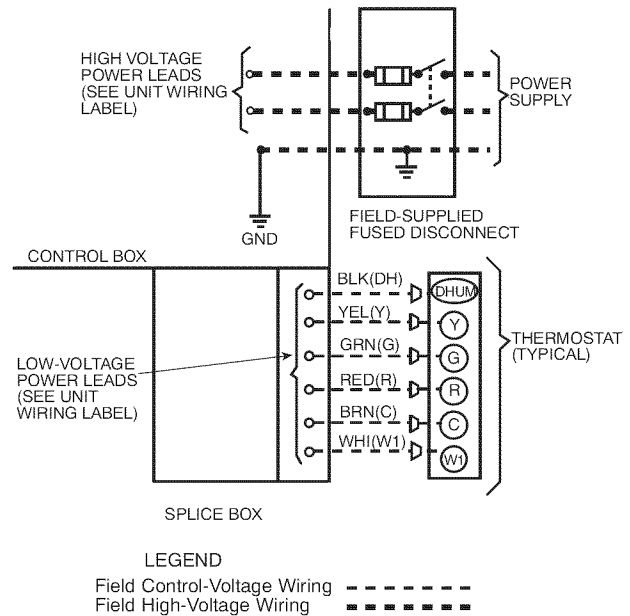 HIGH VOLTAGE
POWER LEADS
(SEE UNIT WIRING
LABEL)
POWER
SUPPLY
GND
FIELD-SUPPLIED
FUSED DISCONNECT
CONTROL BOX
BLK(DH)
DHUM
YEL(Y)
Y
GRN(G)
G
RED(R)
R
BRN(C)
C
WHI(W1)
W1
THERMOSTAT
(TYPICAL)
LOW-VOLTAGE
POWER LEADS
(SEE UNIT
WIRING LABEL)
SPLICE BOX
LEGEND
Field Control-Voltage Wiring
Field High-Voltage Wiring